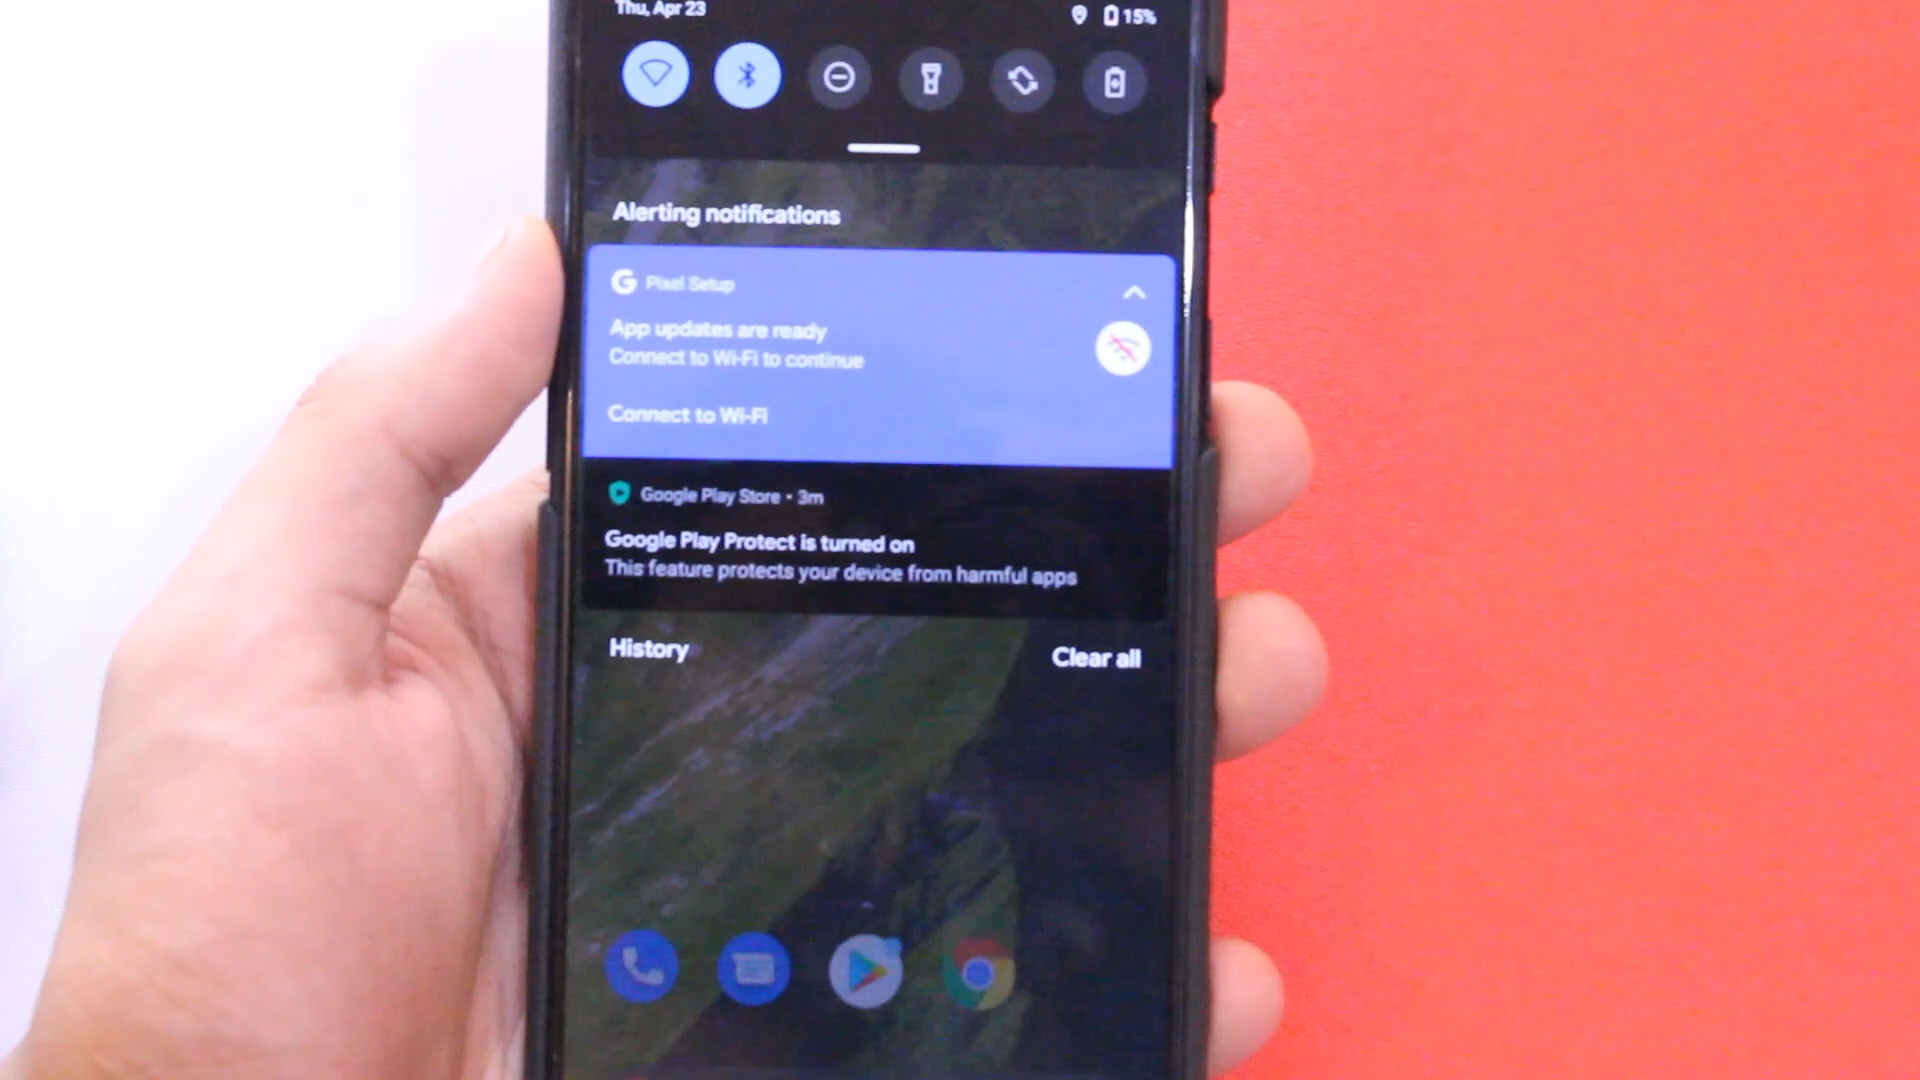 Thu, Apr 23
15%
Alerting notifications
G Pixel Setup
App updates are ready
Connect to Wi-Fi to continue
Connect to Wi-Fi
Google Play Store • 3m
Google Play Protect is turned on
This feature protects your device from harmful apps
History
Clear all